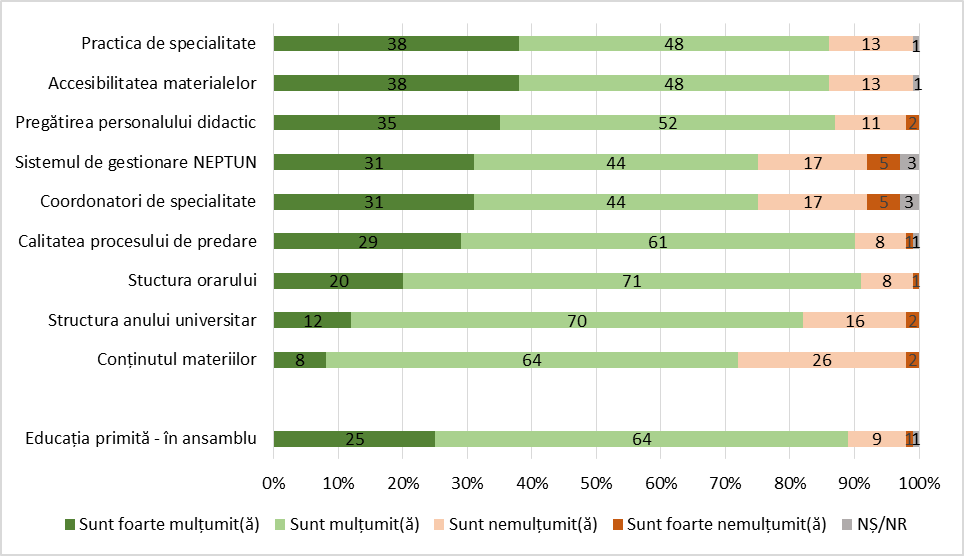 Practica de specialitate 38 48 13 1
Accesibilitatea materialelor 38 48 13 1
Pregătirea personalului didactic 35 52 11 2
Sistemul de gestionare NEPTUN 31 44 17 5 3
Coordonatori de specialitate 31 44 17 5 3
Calitatea procesului de predare 29 61 8 1 1
Stuctura orarului 20 71 8 1
Structura anului universitar 12 70 16 2
Conținutul materiilor 8 64 26 2
Educația primită - în ansamblu 25 64 9 1 1
0% 10% 20% 30% 40% 50% 60% 70% 80% 90% 100%
Sunt foarte mulțumit(ă) Sunt mulțumit(ă) Sunt nemulțumit(ă) Sunt foarte nemulțumit(ă) NȘ/NR